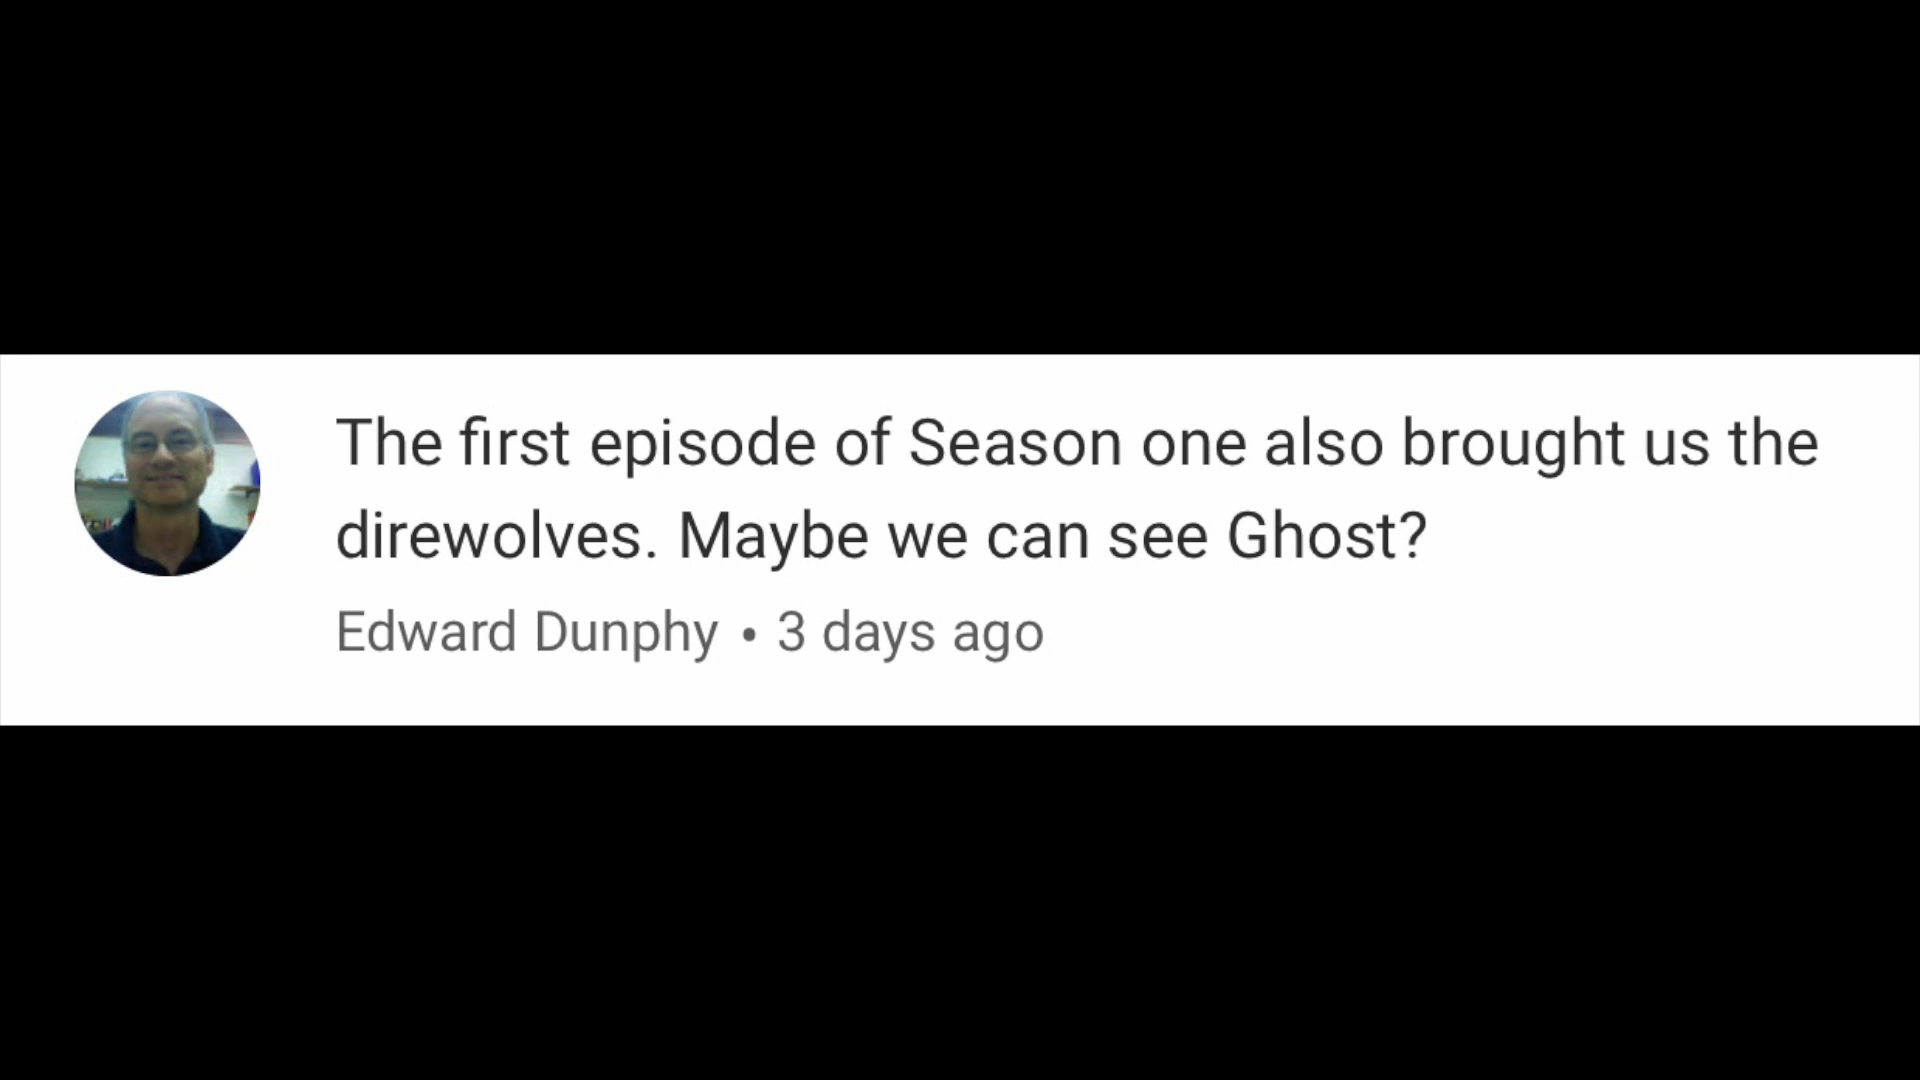 The first episode of Season one also brought us the
direwolves. Maybe we can see Ghost?
Edward Dunphy • 3 days ago